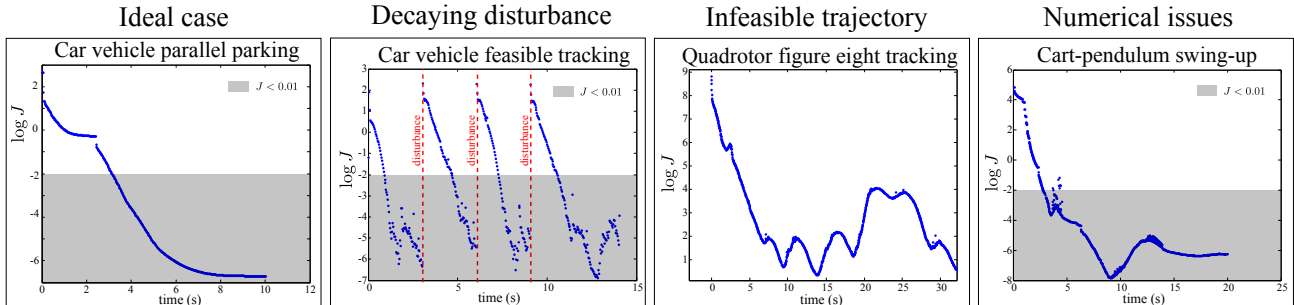 Ideal case
Car vehicle parallel parking
J < 0.01
log J
2
0
-2
-4
-6
0 2 4 6 8 10 12
time (s)
Decaying disturbance
Car vehicle feasible tracking
J < 0.01
disturbance
disturbance
disturbance
log J
3
2
1
0
-1
-2
-3
-4
-5
-6
-7
0 5 10 15
time (s)
Infeasible trajectory
Quadrotor figure eight tracking
log J
9
8
7
6
5
4
3
2
1
0 5 10 15 20 25 30
time (s)
Numerical issues
Cart-pendulum swing-up
J < 0.01
log J
6
4
2
0
-2
-4
-6
-8
0 5 10 15 20 25
time (s)